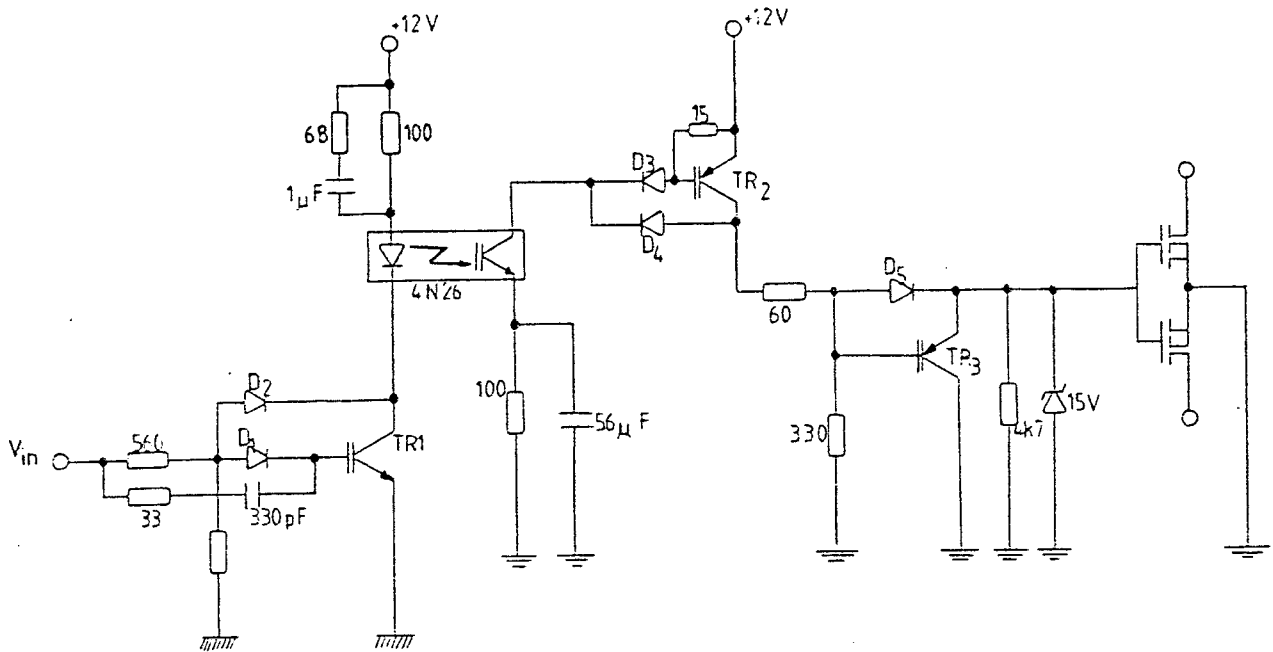 +12V
+12V
68
100
1μF
15
D3
TR2
D4
4N26
D5
60
TR3
D2
100
56μF
330
4k7
15V
Vin
560
D1
TR1
33
330pF